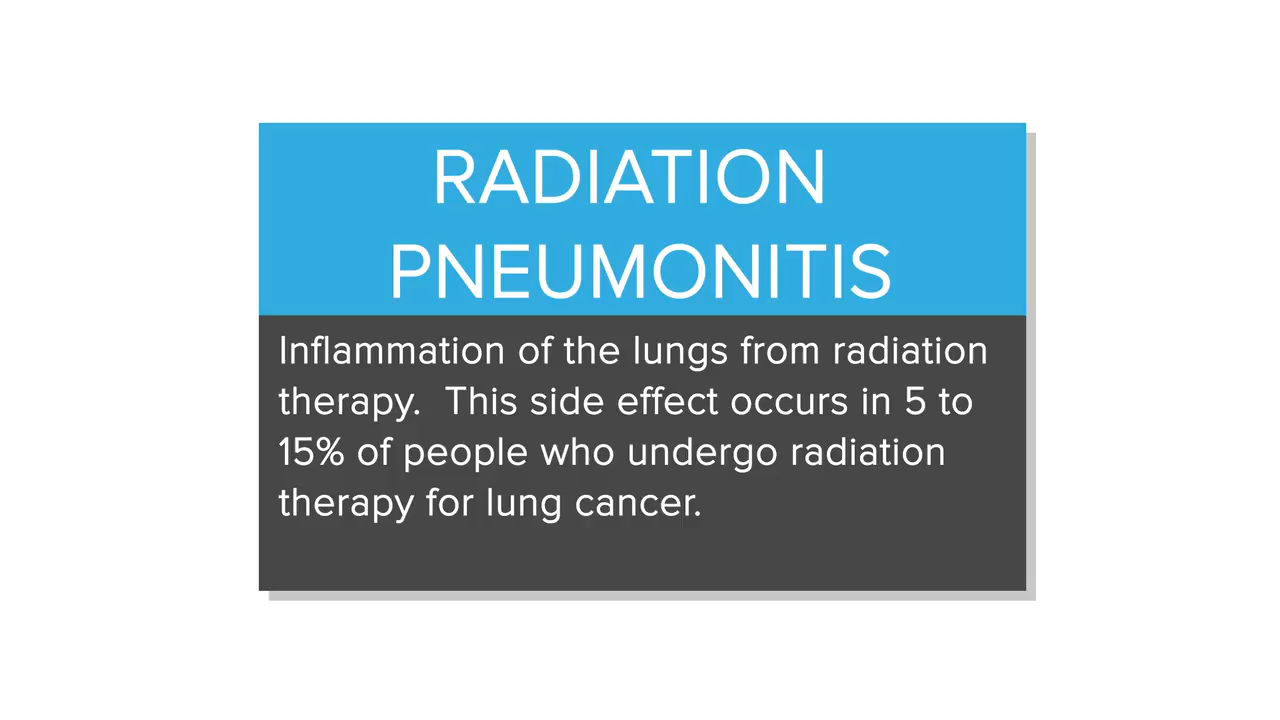 RADIATION
PNEUMONITIS
Inflammation of the lungs from radiation
therapy.  This side effect occurs in 5 to
15% of people who undergo radiation
therapy for lung cancer.